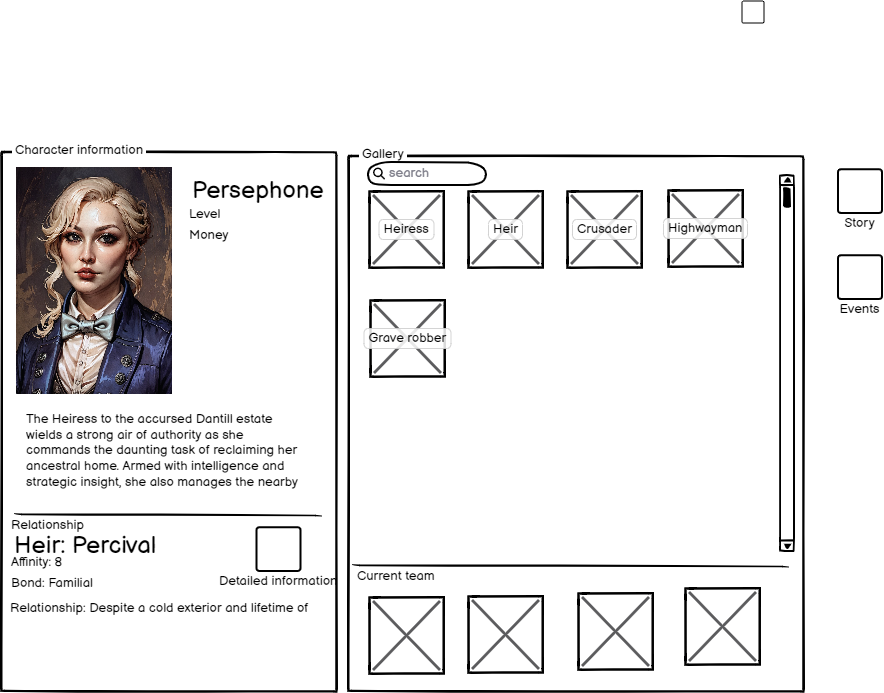 Character information
Persephone
Level
Money
The Heiress to the accursed Dantill estate
wields a strong air of authority as she
commands the daunting task of reclaiming her
ancestral home. Armed with intelligence and
strategic insight, she also manages the nearby
Relationship
Heir: Percival
Affinity: 8
Bond: Familial
Detailed information
Relationship: Despite a cold exterior and lifetime of
Gallery
search
Heiress
Heir
Crusader
Highwayman
Grave robber
Current team
Story
Events